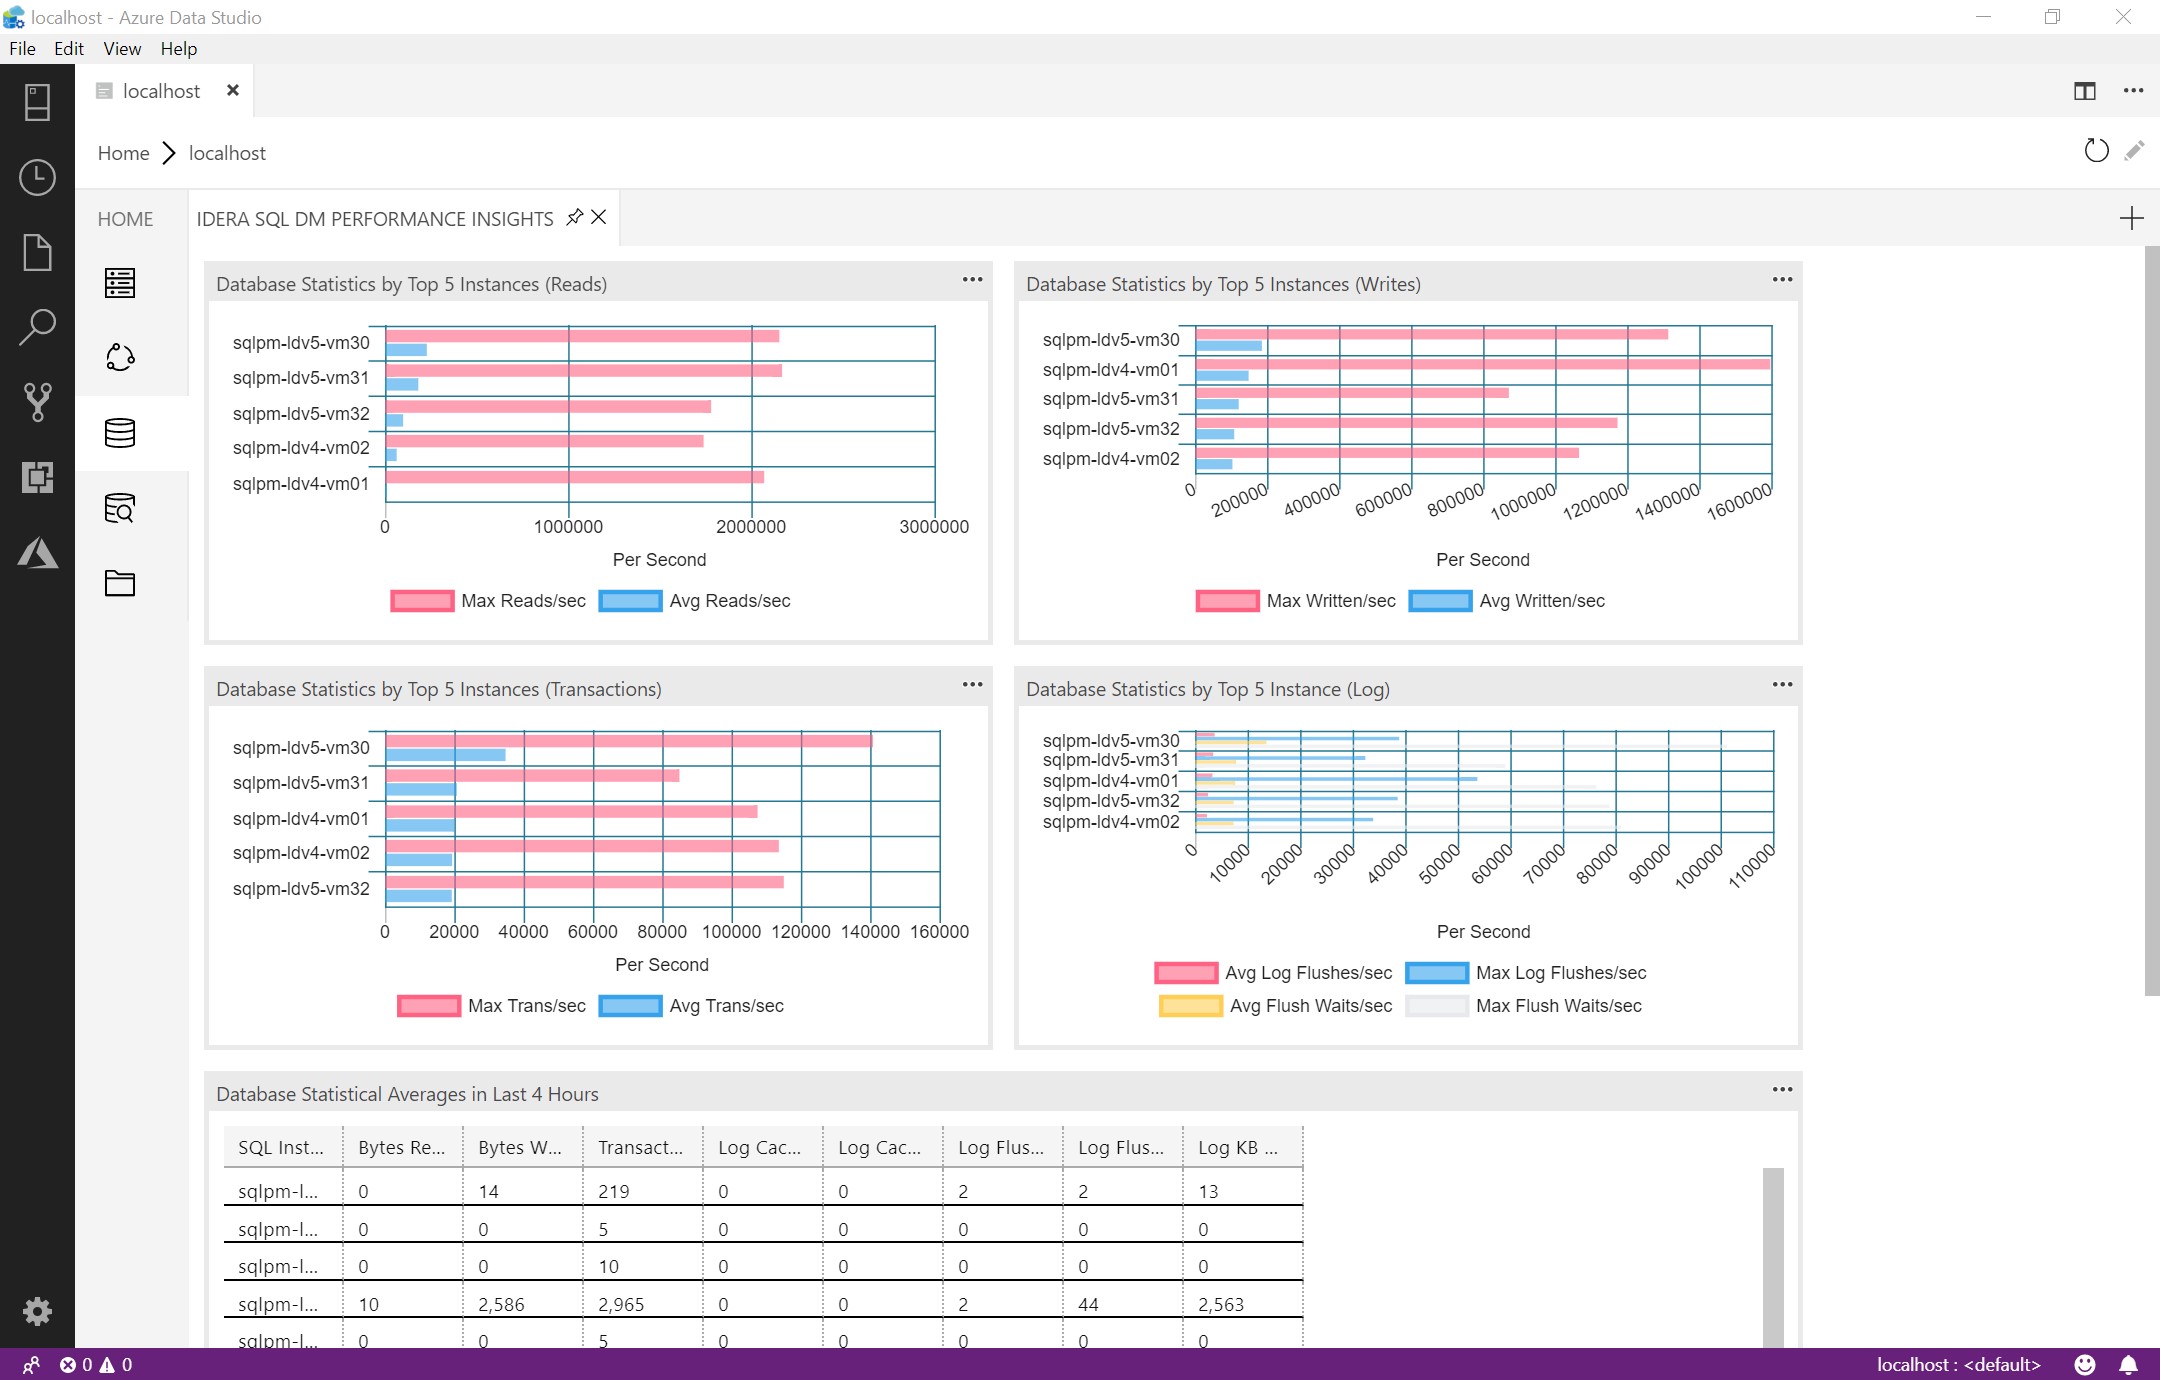 localhost - Azure Data Studio
File Edit View Help
localhost
Home localhost
HOME
IDERA SQL DM PERFORMANCE INSIGHTS
Database Statistics by Top 5 Instances (Reads)
sqlpm-ldv5-vm30
sqlpm-ldv5-vm31
sqlpm-ldv5-vm32
sqlpm-ldv4-vm02
sqlpm-ldv4-vm01
0 1000000 2000000 3000000
Per Second
Max Reads/sec Avg Reads/sec
Database Statistics by Top 5 Instances (Writes)
sqlpm-ldv5-vm30
sqlpm-ldv4-vm01
sqlpm-ldv5-vm31
sqlpm-ldv5-vm32
sqlpm-ldv4-vm02
0 200000 400000 600000 800000 1000000 1200000 1400000 1600000
Per Second
Max Written/sec Avg Written/sec
Database Statistics by Top 5 Instances (Transactions)
sqlpm-ldv5-vm30
sqlpm-ldv5-vm31
sqlpm-ldv4-vm01
sqlpm-ldv4-vm02
sqlpm-ldv5-vm32
0 20000 40000 60000 80000 100000 120000 140000 160000
Per Second
Max Trans/sec Avg Trans/sec
Database Statistics by Top 5 Instance (Log)
sqlpm-ldv5-vm30
sqlpm-ldv5-vm31
sqlpm-ldv4-vm01
sqlpm-ldv5-vm32
sqlpm-ldv4-vm02
0 10000 20000 30000 40000 50000 60000 70000 80000 90000 100000 110000
Per Second
Avg Log Flushes/sec Max Log Flushes/sec
Avg Flush Waits/sec Max Flush Waits/sec
Database Statistical Averages in Last 4 Hours
SQL Inst... Bytes Re... Bytes W... Transact... Log Cac... Log Cac... Log Flus... Log Flus... Log KB ...
sqlpm-l... 0 14 219 0 0 2 2 13
sqlpm-l... 0 0 5 0 0 0 0 0
sqlpm-l... 0 0 10 0 0 0 0 0
sqlpm-l... 10 2,586 2,965 0 0 2 44 2,563
sqlpm-l... 0 0 5 0 0 0 0 0
0 0 localhost : <default>